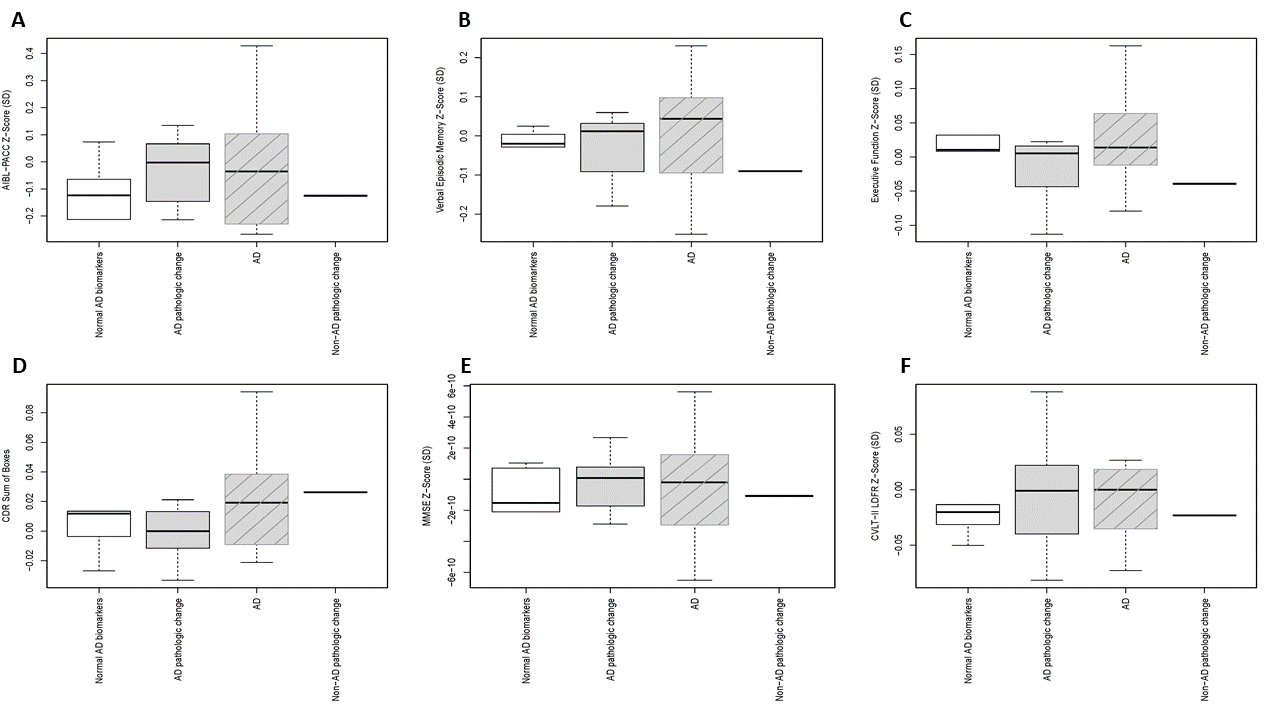 A
AIBL−PACC Z−Score (SD)
0.4
0.3
0.2
0.1
0.0
−0.1
−0.2
Normal AD biomarkers
AD pathologic change
AD
Non−AD pathologic change
B
Verbal Episodic Memory Z−Score (SD)
0.2
0.1
0.0
−0.1
−0.2
Normal AD biomarkers
AD pathologic change
AD
Non−AD pathologic change
C
Executive Function Z−Score (SD)
0.15
0.10
0.05
0.00
−0.05
−0.10
Normal AD biomarkers
AD pathologic change
AD
Non−AD pathologic change
D
CDR Sum of Boxes
0.08
0.06
0.04
0.02
0.00
−0.02
Normal AD biomarkers
AD pathologic change
AD
Non−AD pathologic change
E
MMSE Z−Score (SD)
6e−10
4e−10
2e−10
−2e−10
−6e−10
Normal AD biomarkers
AD pathologic change
AD
Non−AD pathologic change
F
CVLT−II LDFR Z−Score (SD)
0.05
0.00
−0.05
Normal AD biomarkers
AD pathologic change
AD
Non−AD pathologic change